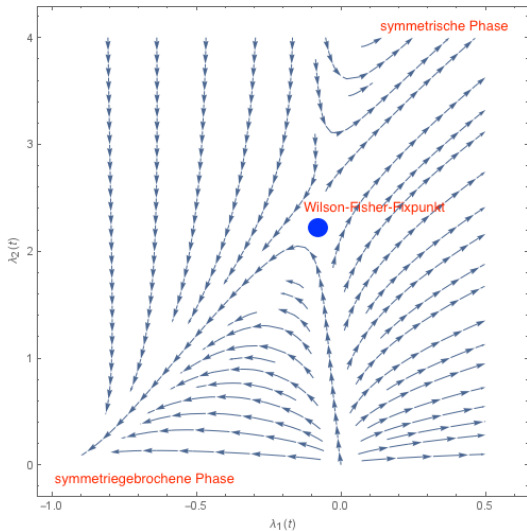 symmetrische Phase
4
3
Wilson-Fisher-Fixpunkt
λ₂(t)
2
1
0
symmetriegebrochene Phase
-1.0 -0.5 0.0 0.5
λ₁(t)